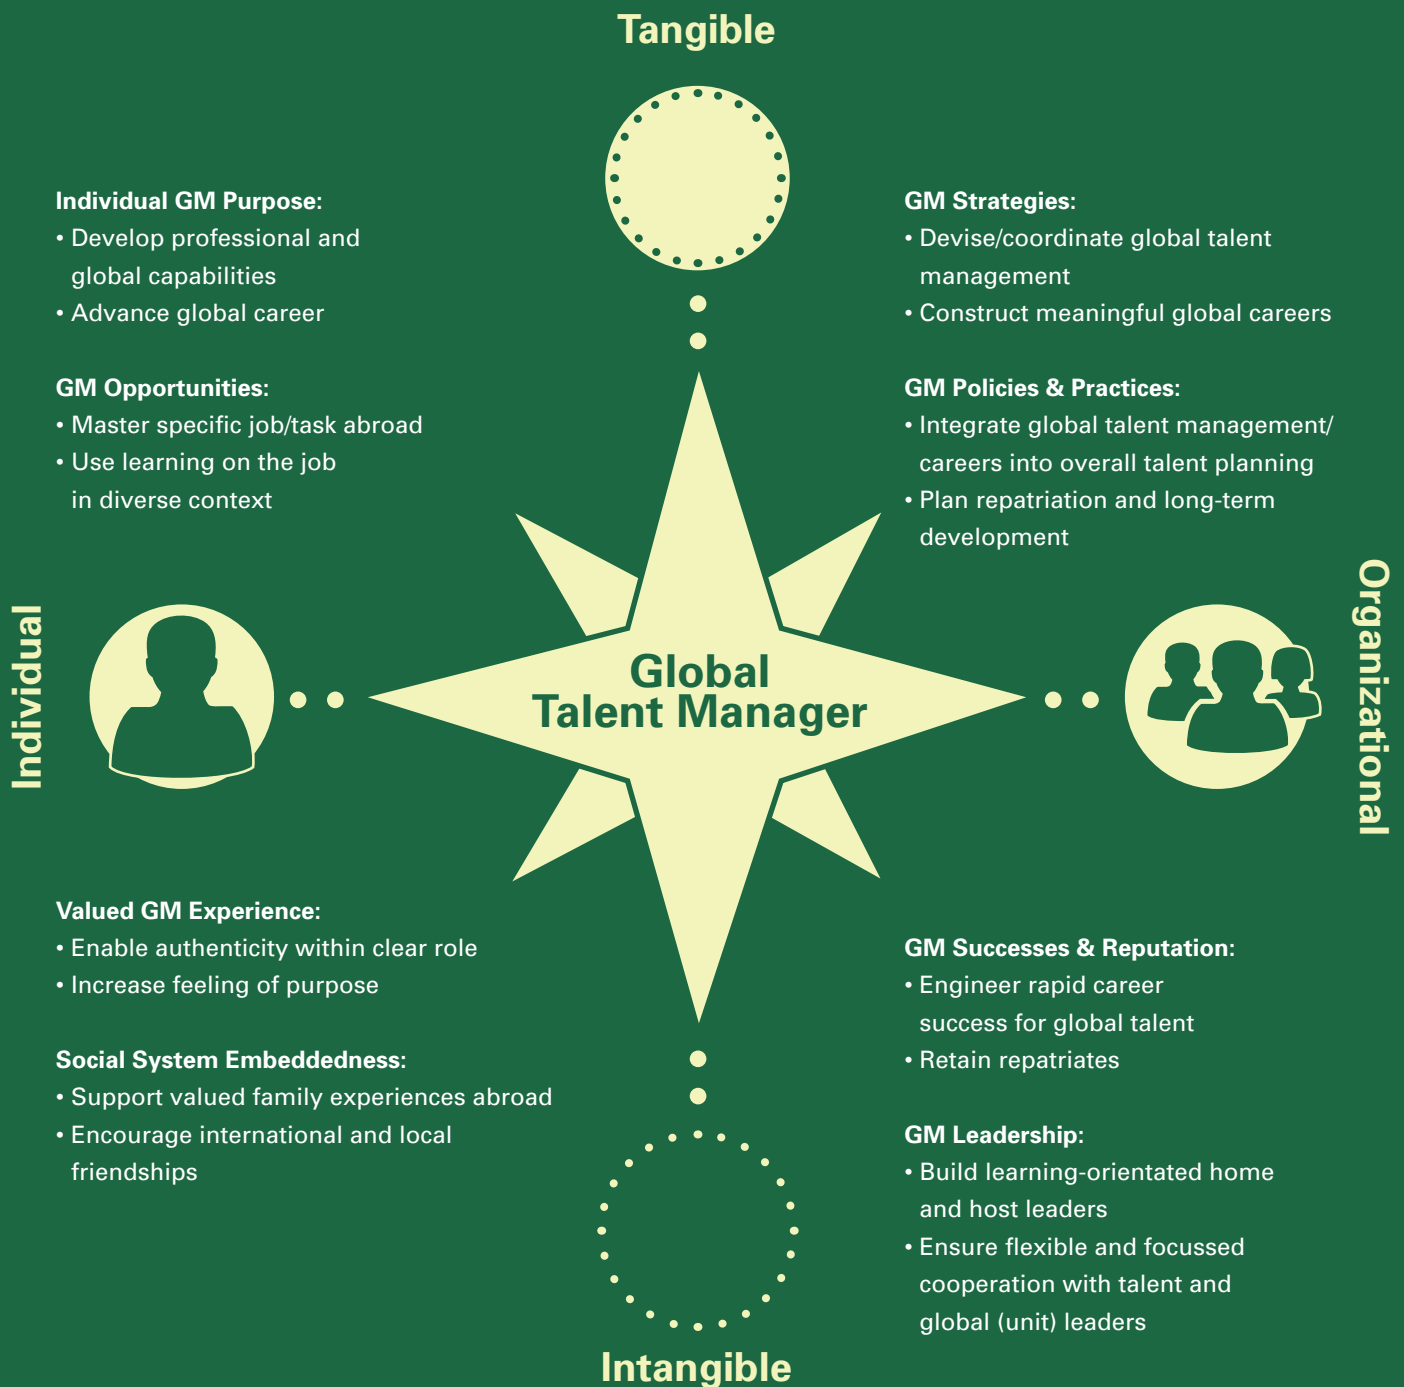 Tangible
Individual GM Purpose:
• Develop professional and
global capabilities
• Advance global career
GM Opportunities:
• Master specific job/task abroad
• Use learning on the job
in diverse context
GM Strategies:
• Devise/coordinate global talent
management
• Construct meaningful global careers
GM Policies & Practices:
• Integrate global talent management/
careers into overall talent planning
• Plan repatriation and long-term
development
Individual
Global
Talent Manager
Organizational
Valued GM Experience:
• Enable authenticity within clear role
• Increase feeling of purpose
Social System Embeddedness:
• Support valued family experiences abroad
• Encourage international and local
friendships
GM Successes & Reputation:
• Engineer rapid career
success for global talent
• Retain repatriates
GM Leadership:
• Build learning-orientated home
and host leaders
• Ensure flexible and focussed
cooperation with talent and
global (unit) leaders
Intangible